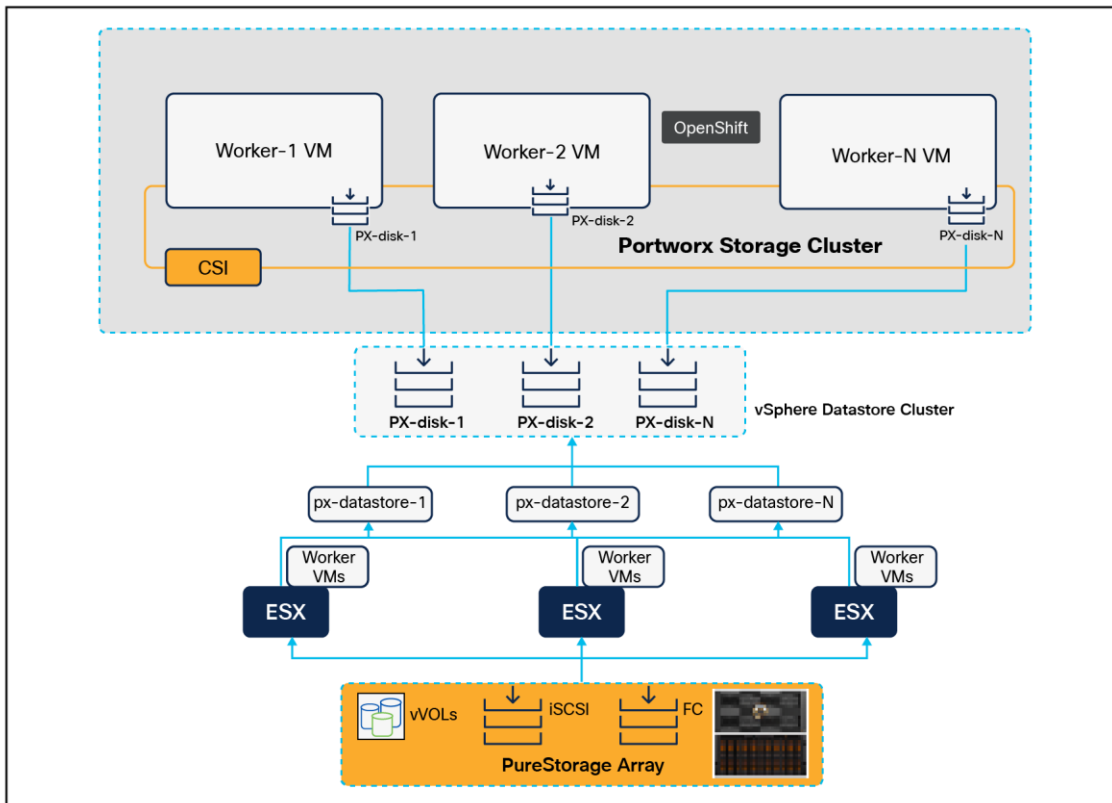 Worker-1 VM
Worker-2 VM
OpenShift
Worker-N VM
PX-disk-1
PX-disk-2
PX-disk-N
Portworx Storage Cluster
CSI
PX-disk-1
PX-disk-2
PX-disk-N
vSphere Datastore Cluster
px-datastore-1
px-datastore-2
px-datastore-N
Worker
VMs
Worker
VMs
Worker
VMs
ESX
ESX
ESX
vVOLs
iSCSI
FC
PureStorage Array